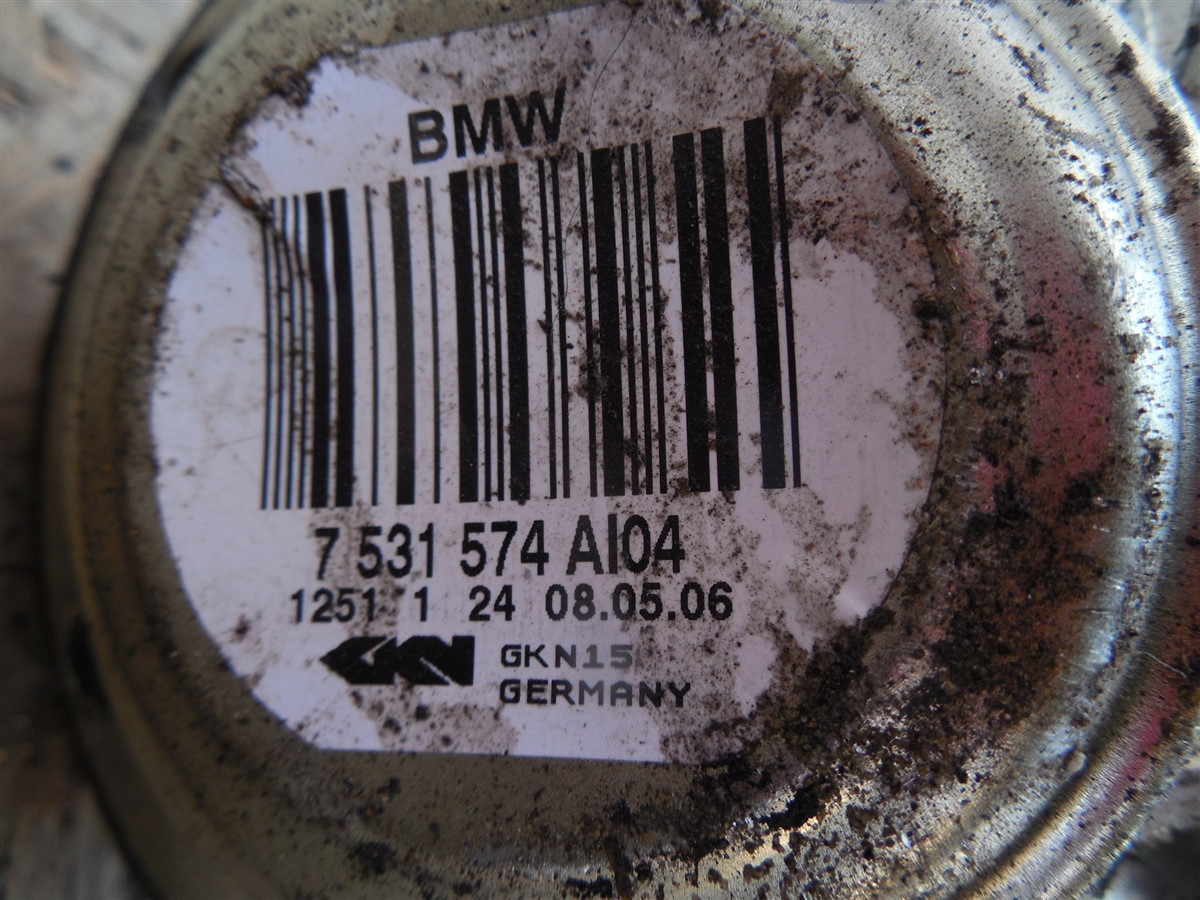 BMW
7 531 574 AI04
1251 1 24 08.05.06
GKN GKN15
GERMANY